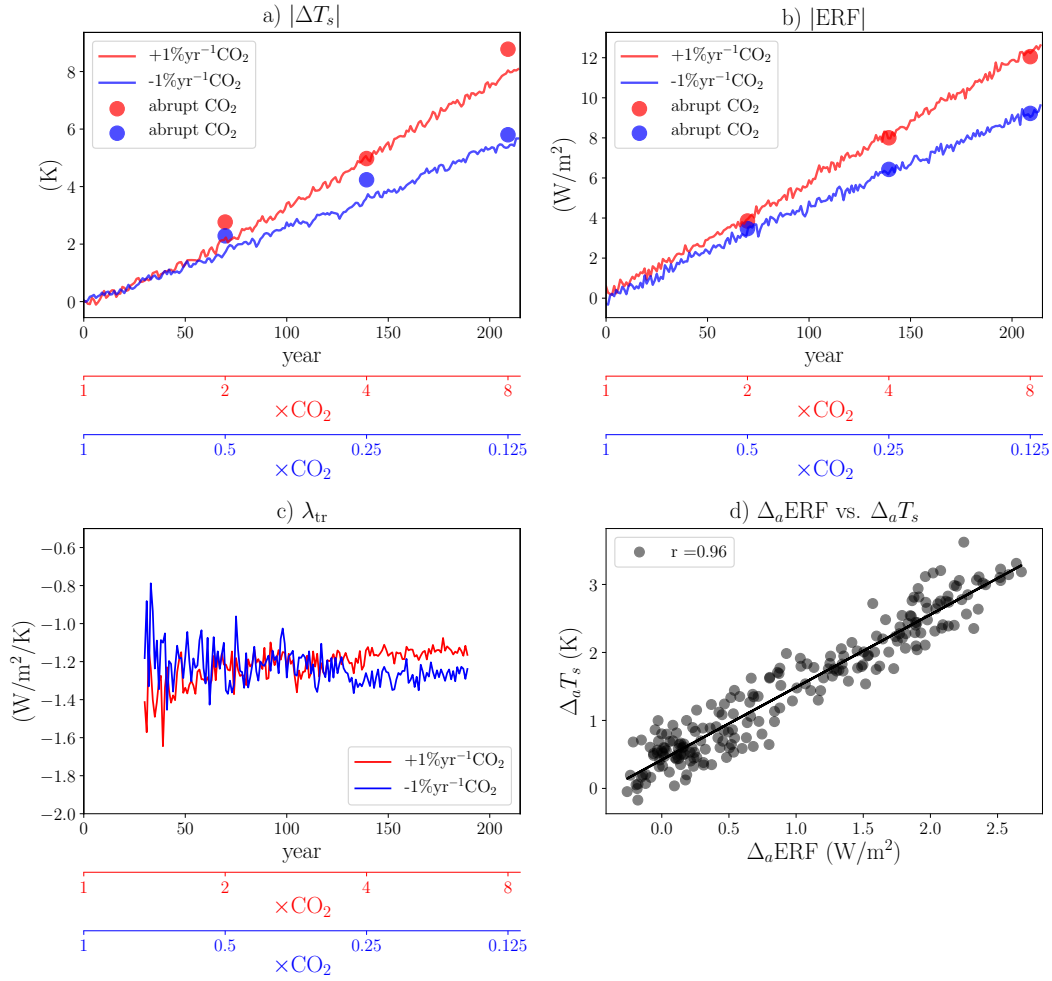 a) |ΔTₛ|
+1%yr⁻¹CO₂
-1%yr⁻¹CO₂
abrupt CO₂
abrupt CO₂
(K)
8
6
4
2
0
0 50 100 150 200
year
1 2 4 8
×CO₂
1 0.5 0.25 0.125
×CO₂
b) |ERF|
+1%yr⁻¹CO₂
-1%yr⁻¹CO₂
abrupt CO₂
abrupt CO₂
(W/m²)
12
10
8
6
4
2
0
0 50 100 150 200
year
1 2 4 8
×CO₂
1 0.5 0.25 0.125
×CO₂
c) λ_tr
(W/m²/K)
−0.6
−0.8
−1.0
−1.2
−1.4
−1.6
−1.8
−2.0
+1%yr⁻¹CO₂
-1%yr⁻¹CO₂
0 50 100 150 200
year
1 2 4 8
×CO₂
1 0.5 0.25 0.125
×CO₂
d) ΔₐERF vs. ΔₐTₛ
r =0.96
ΔₐTₛ (K)
3
2
1
0
0.0 0.5 1.0 1.5 2.0 2.5
ΔₐERF (W/m²)